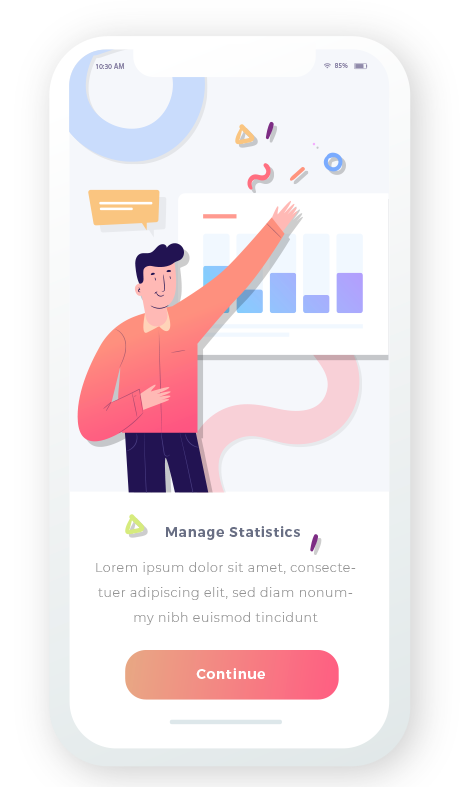 10:30 AM 85%
Manage Statistics
Lorem ipsum dolor sit amet, consecte-
tuer adipiscing elit, sed diam nonum-
my nibh euismod tincidunt
Continue